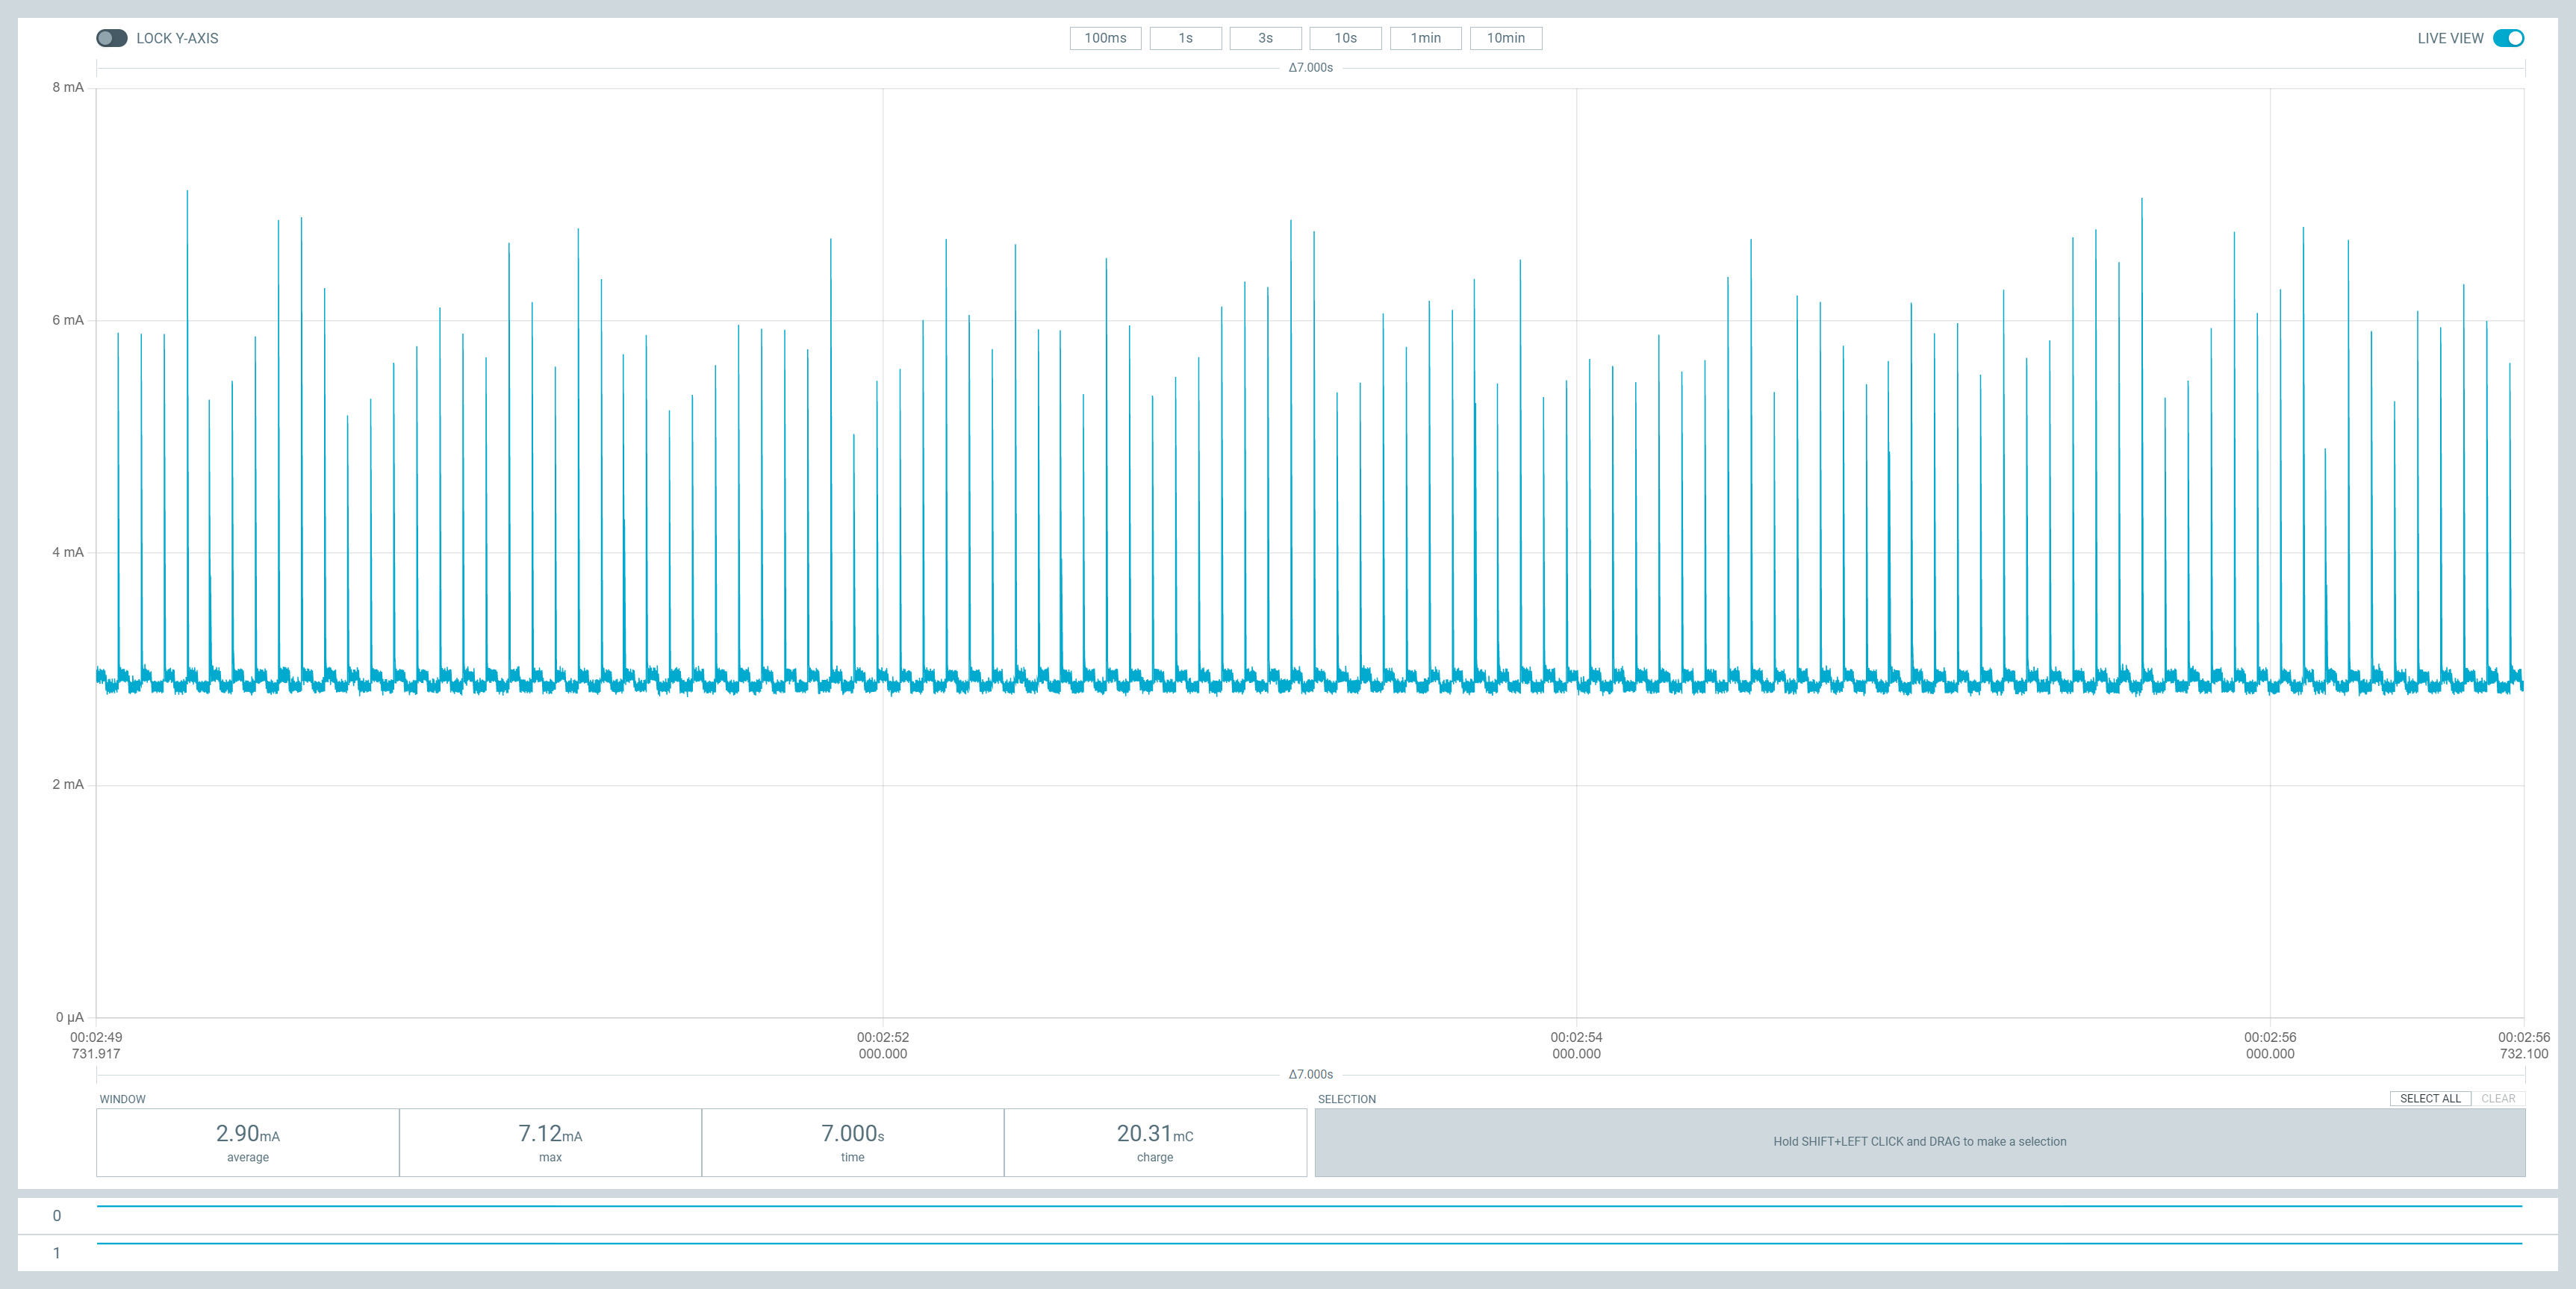 LOCK Y-AXIS 100ms 1s 3s 10s 1min 10min LIVE VIEW
Δ7.000s
8 mA
6 mA
4 mA
2 mA
0 µA
00:02:49 00:02:52 00:02:54 00:02:56 00:02:56
731.917 000.000 000.000 000.000 732.100
Δ7.000s
WINDOW SELECTION SELECT ALL CLEAR
2.90mA 7.12mA 7.000s 20.31mC
average max time charge
Hold SHIFT+LEFT CLICK and DRAG to make a selection
0
1